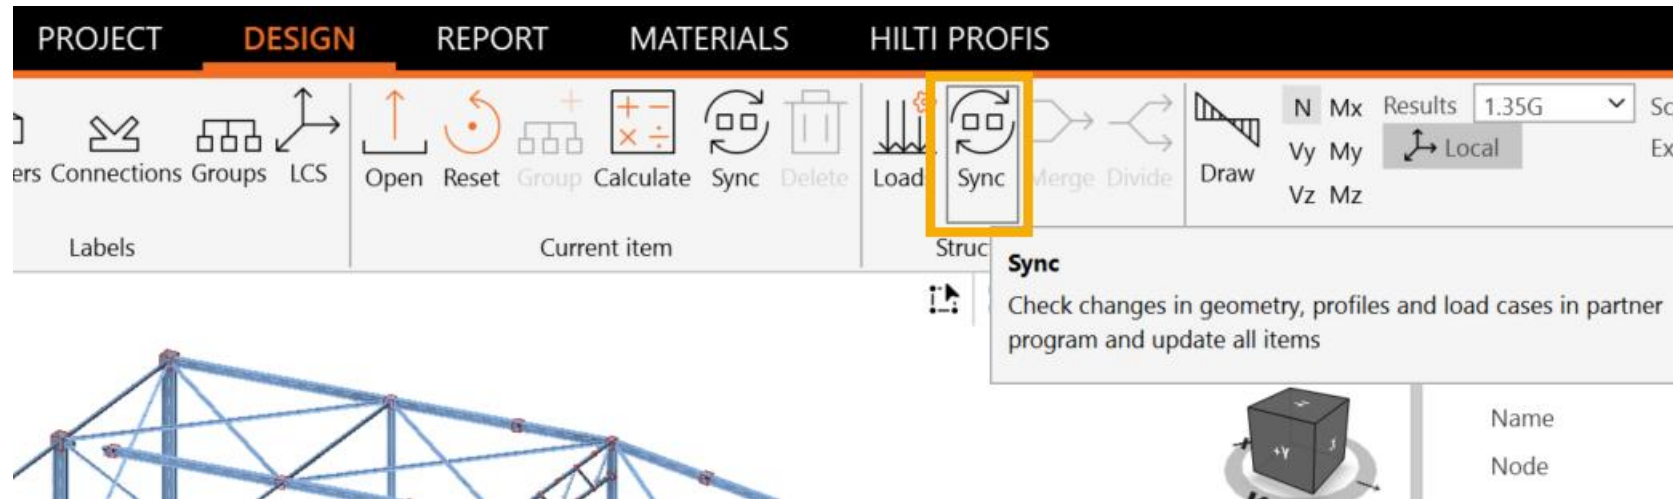 PROJECT DESIGN REPORT MATERIALS HILTI PROFIS
N Mx Results 1.35G
Vy My Local
ers Connections Groups LCS Open Reset Group Calculate Sync Delete Load Sync Merge Divide Draw
Vz Mz
Labels Current item Struc
Sync
Check changes in geometry, profiles and load cases in partner
program and update all items
Name
+Y
Node